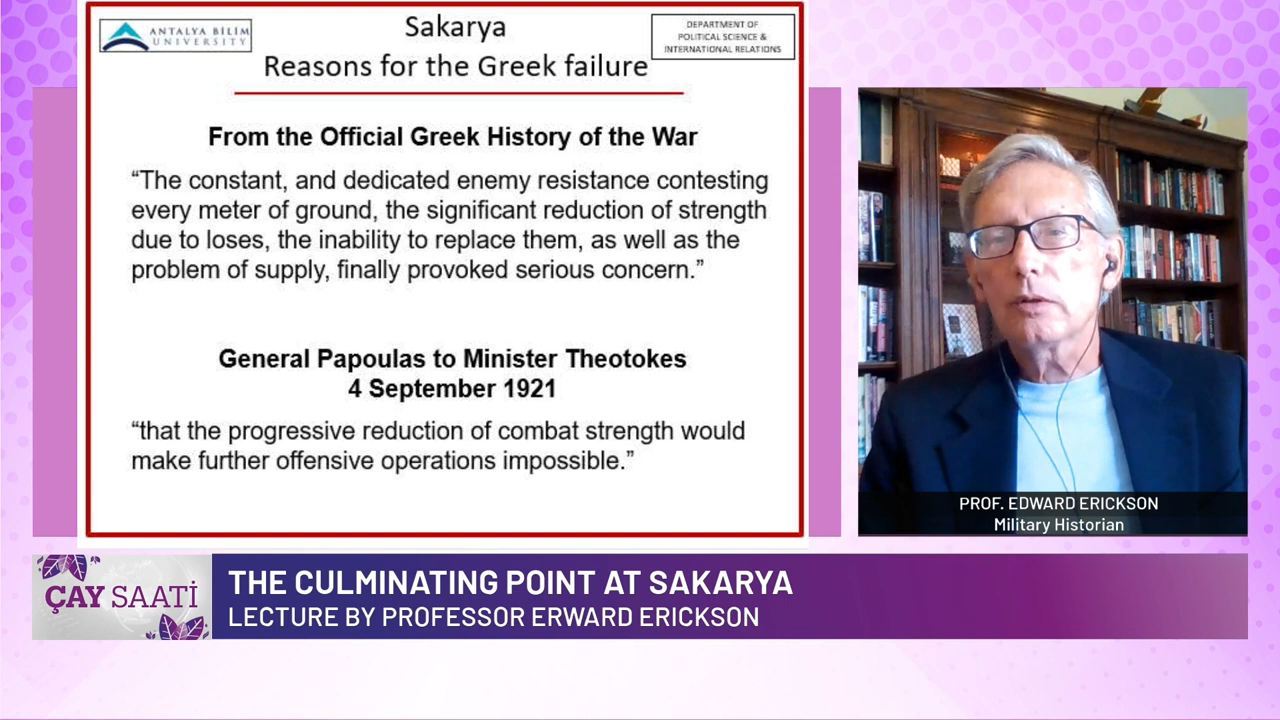 ANTALYA BİLİM
UNIVERSITY
Sakarya
Reasons for the Greek failure
DEPARTMENT OF
POLITICAL SCIENCE &
INTERNATIONAL RELATIONS
From the Official Greek History of the War
“The constant, and dedicated enemy resistance contesting
every meter of ground, the significant reduction of strength
due to loses, the inability to replace them, as well as the
problem of supply, finally provoked serious concern.”
General Papoulas to Minister Theotokes
4 September 1921
“that the progressive reduction of combat strength would
make further offensive operations impossible.”
PROF. EDWARD ERICKSON
Military Historian
ÇAY SAATİ
THE CULMINATING POINT AT SAKARYA
LECTURE BY PROFESSOR ERWARD ERICKSON